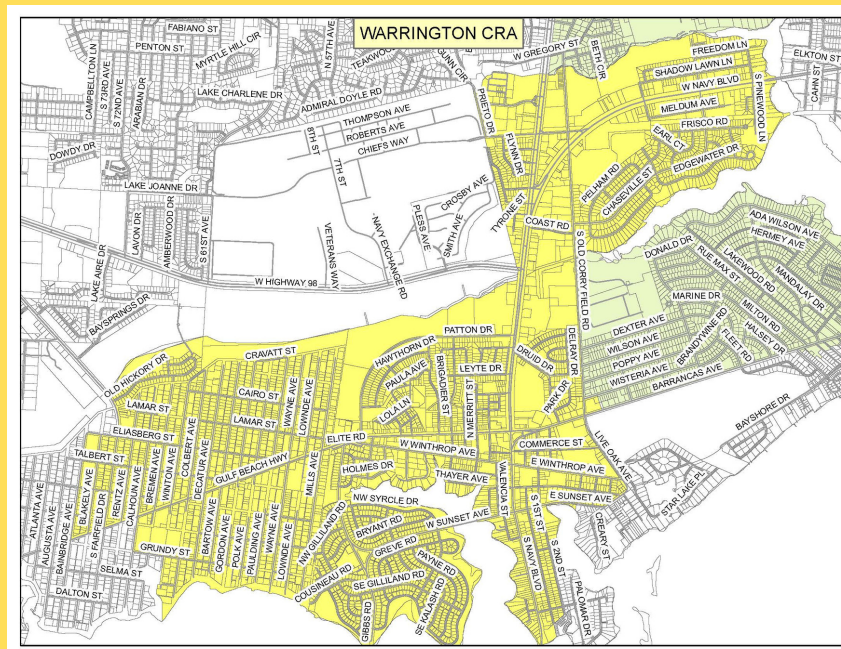 WARRINGTON CRA
FABIANO ST
PENTON ST
MYRTLE HILL CIR
N 57TH AVE
TEAKWOOD
GUNN CIR
W GREGORY ST
BETH CIR
FREEDOM LN
ELKTON ST
CAHN ST
CAMPBELLTON LN
S 73RD AVE
S 72ND AVE
ARABIAN DR
LAKE CHARLENE DR
ADMIRAL DOYLE RD
SHADOW LAWN LN
W NAVY BLVD
S PINEWOOD LN
PRIETO DR
THOMPSON AVE
ROBERTS AVE
CHIEFS WAY
8TH ST
7TH ST
MELDUM AVE
FRISCO RD
EARL CT
EDGEWATER DR
FLYNN DR
DOWDY DR
PELHAM RD
CHASEVILLE ST
LAKE JOANNE DR
CROSBY AVE
PLESS AVE
SMITH AVE
TYRONE ST
COAST RD
LAVON DR
AMBERWOOD DR
S 61ST AVE
VETERANS WAY
NAVY EXCHANGE RD
S OLD CORRY FIELD RD
DONALD DR
ADA WILSON AVE
HERMEY AVE
LAKEWOOD RD
RUE MAX ST
MANDALAY DR
LAKE AIRE DR
W HIGHWAY 98
BAYSPRINGS DR
MARINE DR
MILTON RD
HALSEY DR
DEXTER AVE
WILSON AVE
POPPY AVE
WISTERIA AVE
BRANDYWINE RD
FLEET RD
BARRANCAS AVE
PATTON DR
HAWTHORN DR
CRAVATT ST
OLD HICKORY DR
PAULA AVE
BRIGADIER ST
LEYTE DR
DRUID DR
DELRAY DR
PARK DR
CAIRO ST
WAYNE AVE
LOWNDE AVE
LAMAR ST
LAMAR ST
LOLA LN
N MERRITT ST
BAYSHORE DR
ELIASBERG ST
ELITE RD
W WINTHROP AVE
COMMERCE ST
LIVE OAK AVE
TALBERT ST
COLBERT AVE
DECATUR AVE
GULF BEACH HWY
MILLS AVE
HOLMES DR
THAYER AVE
VALENCIA ST
E WINTHROP AVE
E SUNSET AVE
STAR LAKE PL
ATLANTA AVE
AUGUSTA AVE
BAINBRIDGE AVE
BLAKELY AVE
S FAIRFIELD DR
RENTZ AVE
CALHOUN AVE
BREMEN AVE
WINTON AVE
NW SYRCLE DR
NW GILLILAND RD
BRYANT RD
W SUNSET AVE
S 1ST ST
CREARY ST
GRUNDY ST
BARTOW AVE
GORDON AVE
POLK AVE
PAULDING AVE
WAYNE AVE
LOWNDE AVE
GREVE RD
PAYNE RD
S NAVY BLVD
S 2ND ST
SELMA ST
COUSINEAU RD
SE GILLILAND RD
DALTON ST
GIBBS RD
SE KALASH RD
PALOMAR DR